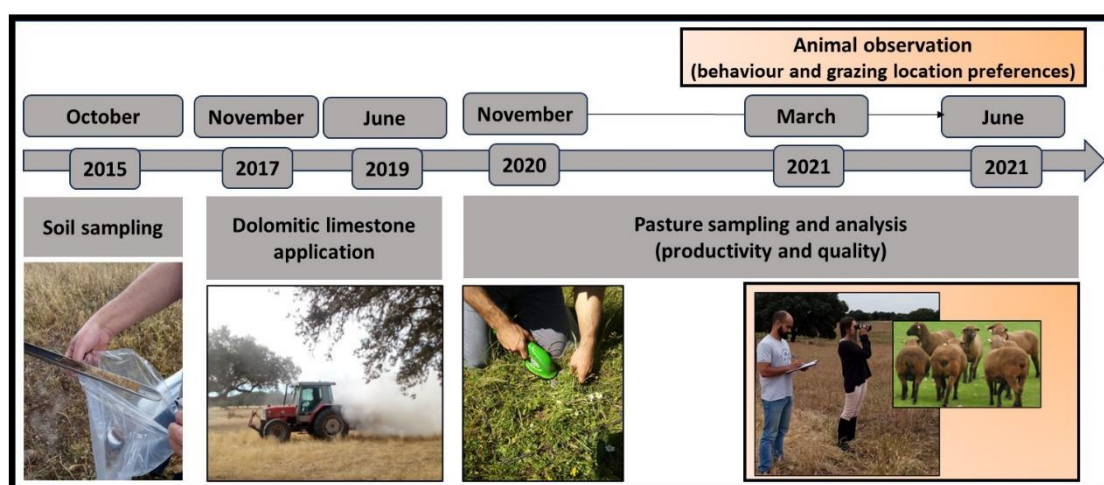 Animal observation
(behaviour and grazing location preferences)
October
November
June
November
March
June
2015
2017
2019
2020
2021
2021
Soil sampling
Dolomitic limestone
application
Pasture sampling and analysis
(productivity and quality)